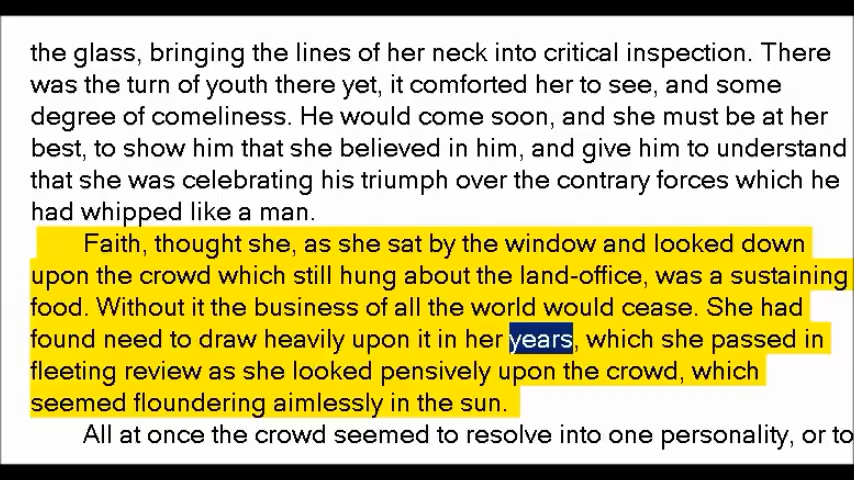 the glass, bringing the lines of her neck into critical inspection. There
was the turn of youth there yet, it comforted her to see, and some
degree of comeliness. He would come soon, and she must be at her
best, to show him that she believed in him, and give him to understand
that she was celebrating his triumph over the contrary forces which he
had whipped like a man.
Faith, thought she, as she sat by the window and looked down
upon the crowd which still hung about the land-office, was a sustaining
food. Without it the business of all the world would cease. She had
found need to draw heavily upon it in her years, which she passed in
fleeting review as she looked pensively upon the crowd, which
seemed floundering aimlessly in the sun.
All at once the crowd seemed to resolve into one personality, or to